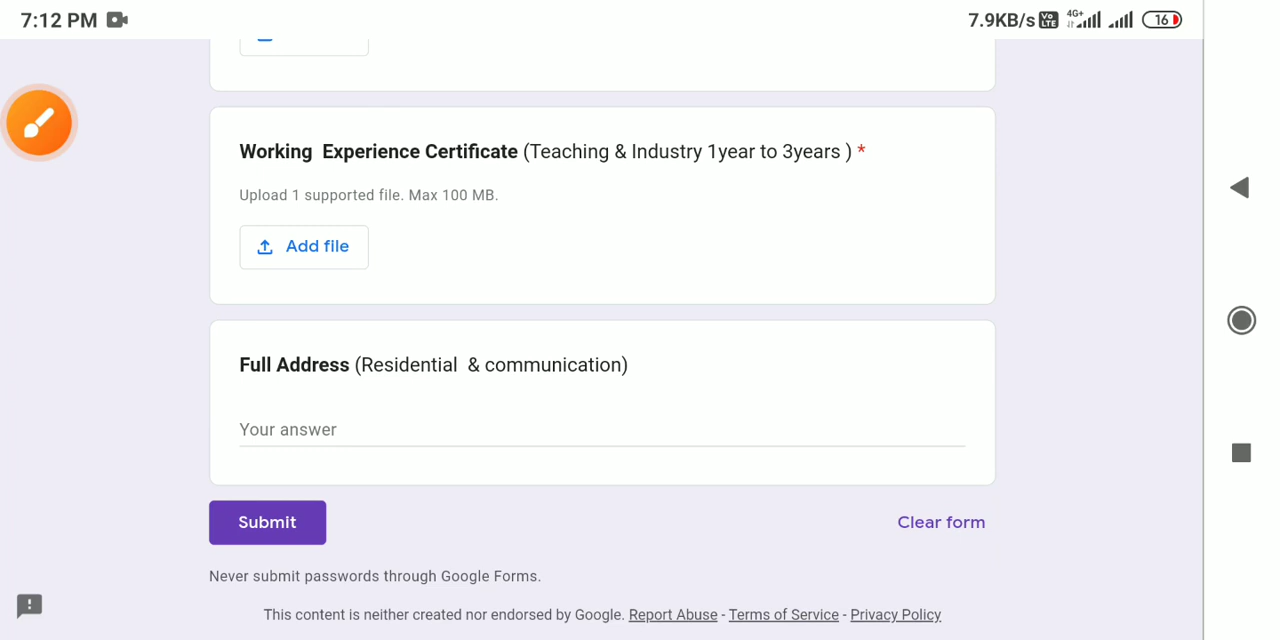 7:12 PM 7.9KB/s Vo LTE 4G+ 16
Working Experience Certificate (Teaching & Industry 1year to 3years ) *
Upload 1 supported file. Max 100 MB.
Add file
Full Address (Residential & communication)
Your answer
Submit Clear form
Never submit passwords through Google Forms.
This content is neither created nor endorsed by Google. Report Abuse - Terms of Service - Privacy Policy